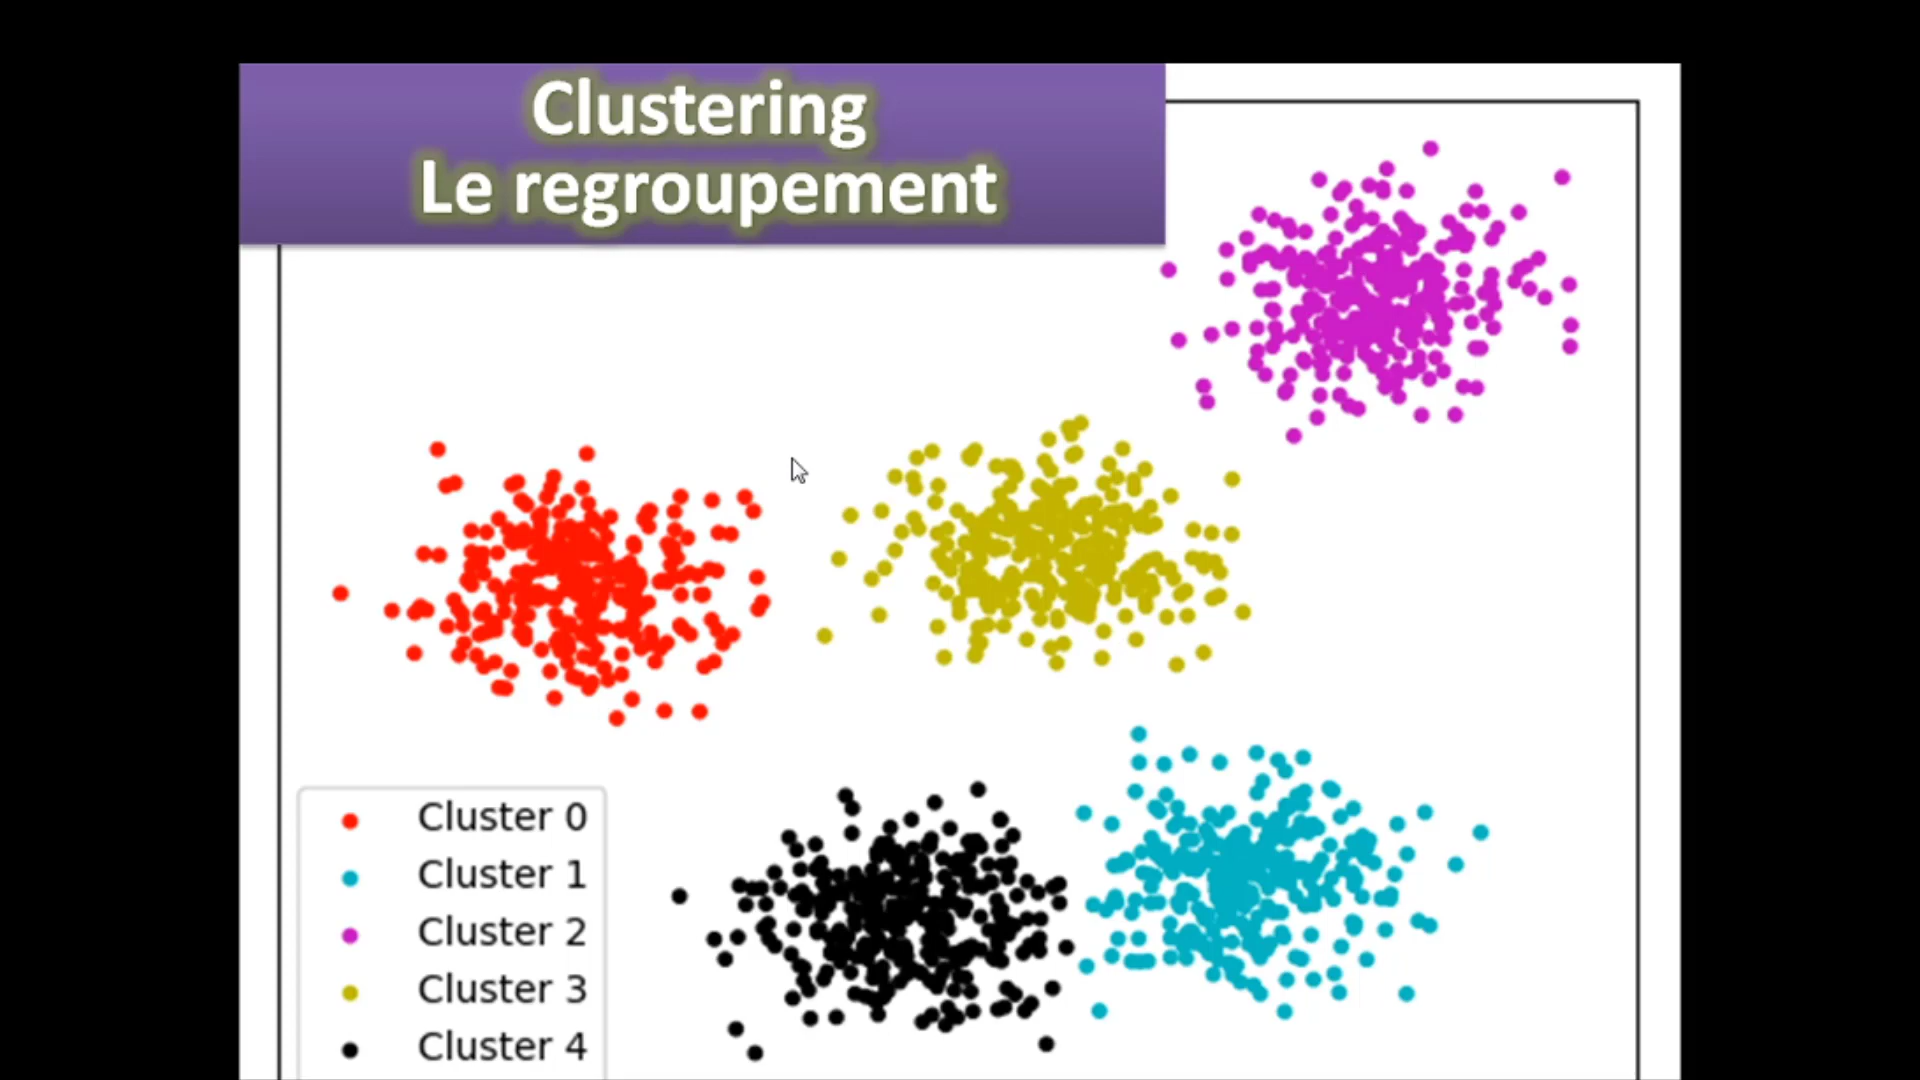 Clustering
Le regroupement
Cluster 0
Cluster 1
Cluster 2
Cluster 3
Cluster 4